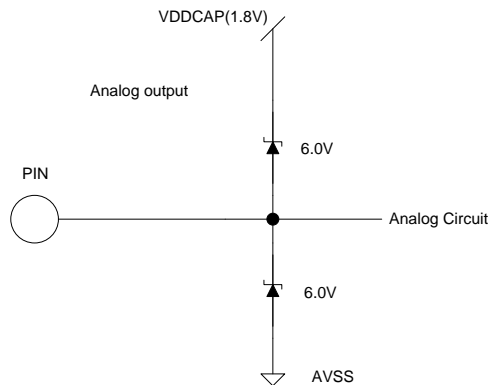 VDDCAP(1.8V)
Analog output
6.0V
PIN
Analog Circuit
6.0V
AVSS